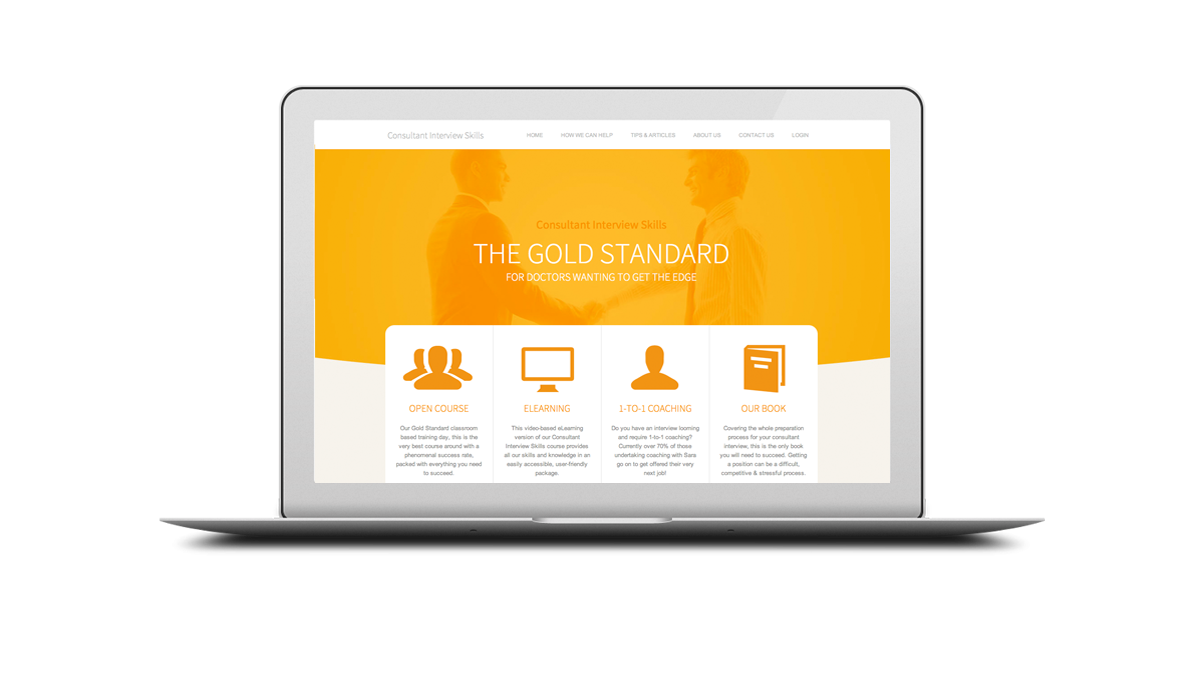 Consultant Interview Skills
HOME HOW WE CAN HELP TIPS & ARTICLES ABOUT US CONTACT US LOGIN
Consultant Interview Skills
THE GOLD STANDARD
FOR DOCTORS WANTING TO GET THE EDGE
OPEN COURSE
Our Gold Standard classroom
based training day, this is the
very best course around with a
phenomenal success rate,
packed with everything you need
to succeed.
ELEARNING
This video-based eLearning
version of our Consultant
Interview Skills course provides
all our skills and knowledge in an
easily accessible, user-friendly
package.
1-TO-1 COACHING
Do you have an interview looming
and require 1-to-1 coaching?
Currently over 70% of those
undertaking coaching with Sara
go on to get offered their very
next job!
OUR BOOK
Covering the whole preparation
process for your consultant
interview, this is the only book
you will need to succeed. Getting
a position can be a difficult,
competitive & stressful process.